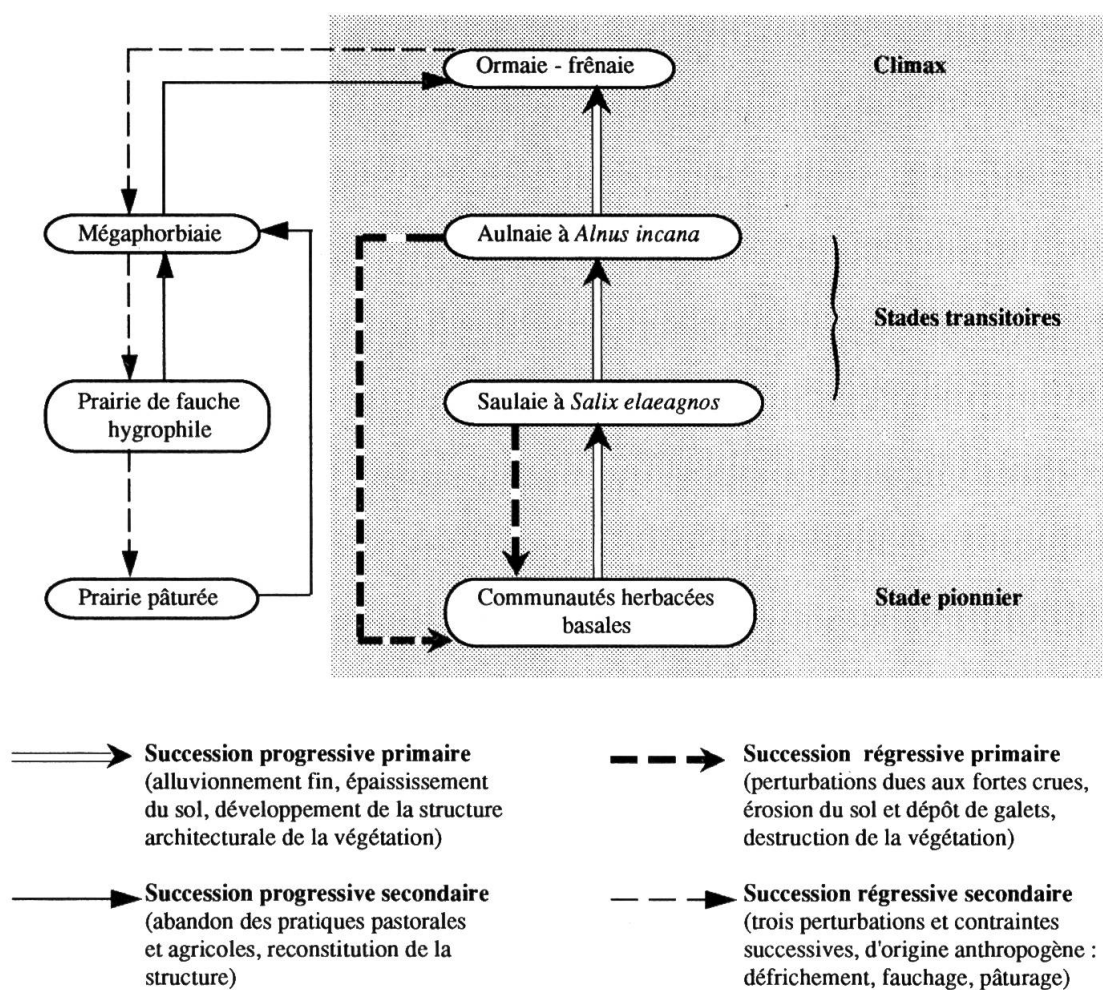 Ormaie - frênaie
Climax
Mégaphorbiaie
Aulnaie à Alnus incana
Stades transitoires
Prairie de fauche
hygrophile
Saulaie à Salix elaeagnos
Prairie pâturée
Communautés herbacées
basales
Stade pionnier
Succession progressive primaire
(alluvionnement fin, épaississement
du sol, développement de la structure
architecturale de la végétation)
Succession régressive primaire
(perturbations dues aux fortes crues,
érosion du sol et dépôt de galets,
destruction de la végétation)
Succession progressive secondaire
(abandon des pratiques pastorales
et agricoles, reconstitution de la
structure)
Succession régressive secondaire
(trois perturbations et contraintes
successives, d'origine anthropogène :
défrichement, fauchage, pâturage)